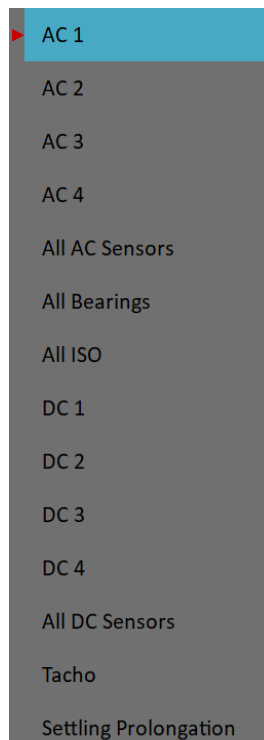 AC 1
AC 2
AC 3
AC 4
All AC Sensors
All Bearings
All ISO
DC 1
DC 2
DC 3
DC 4
All DC Sensors
Tacho
Settling Prolongation